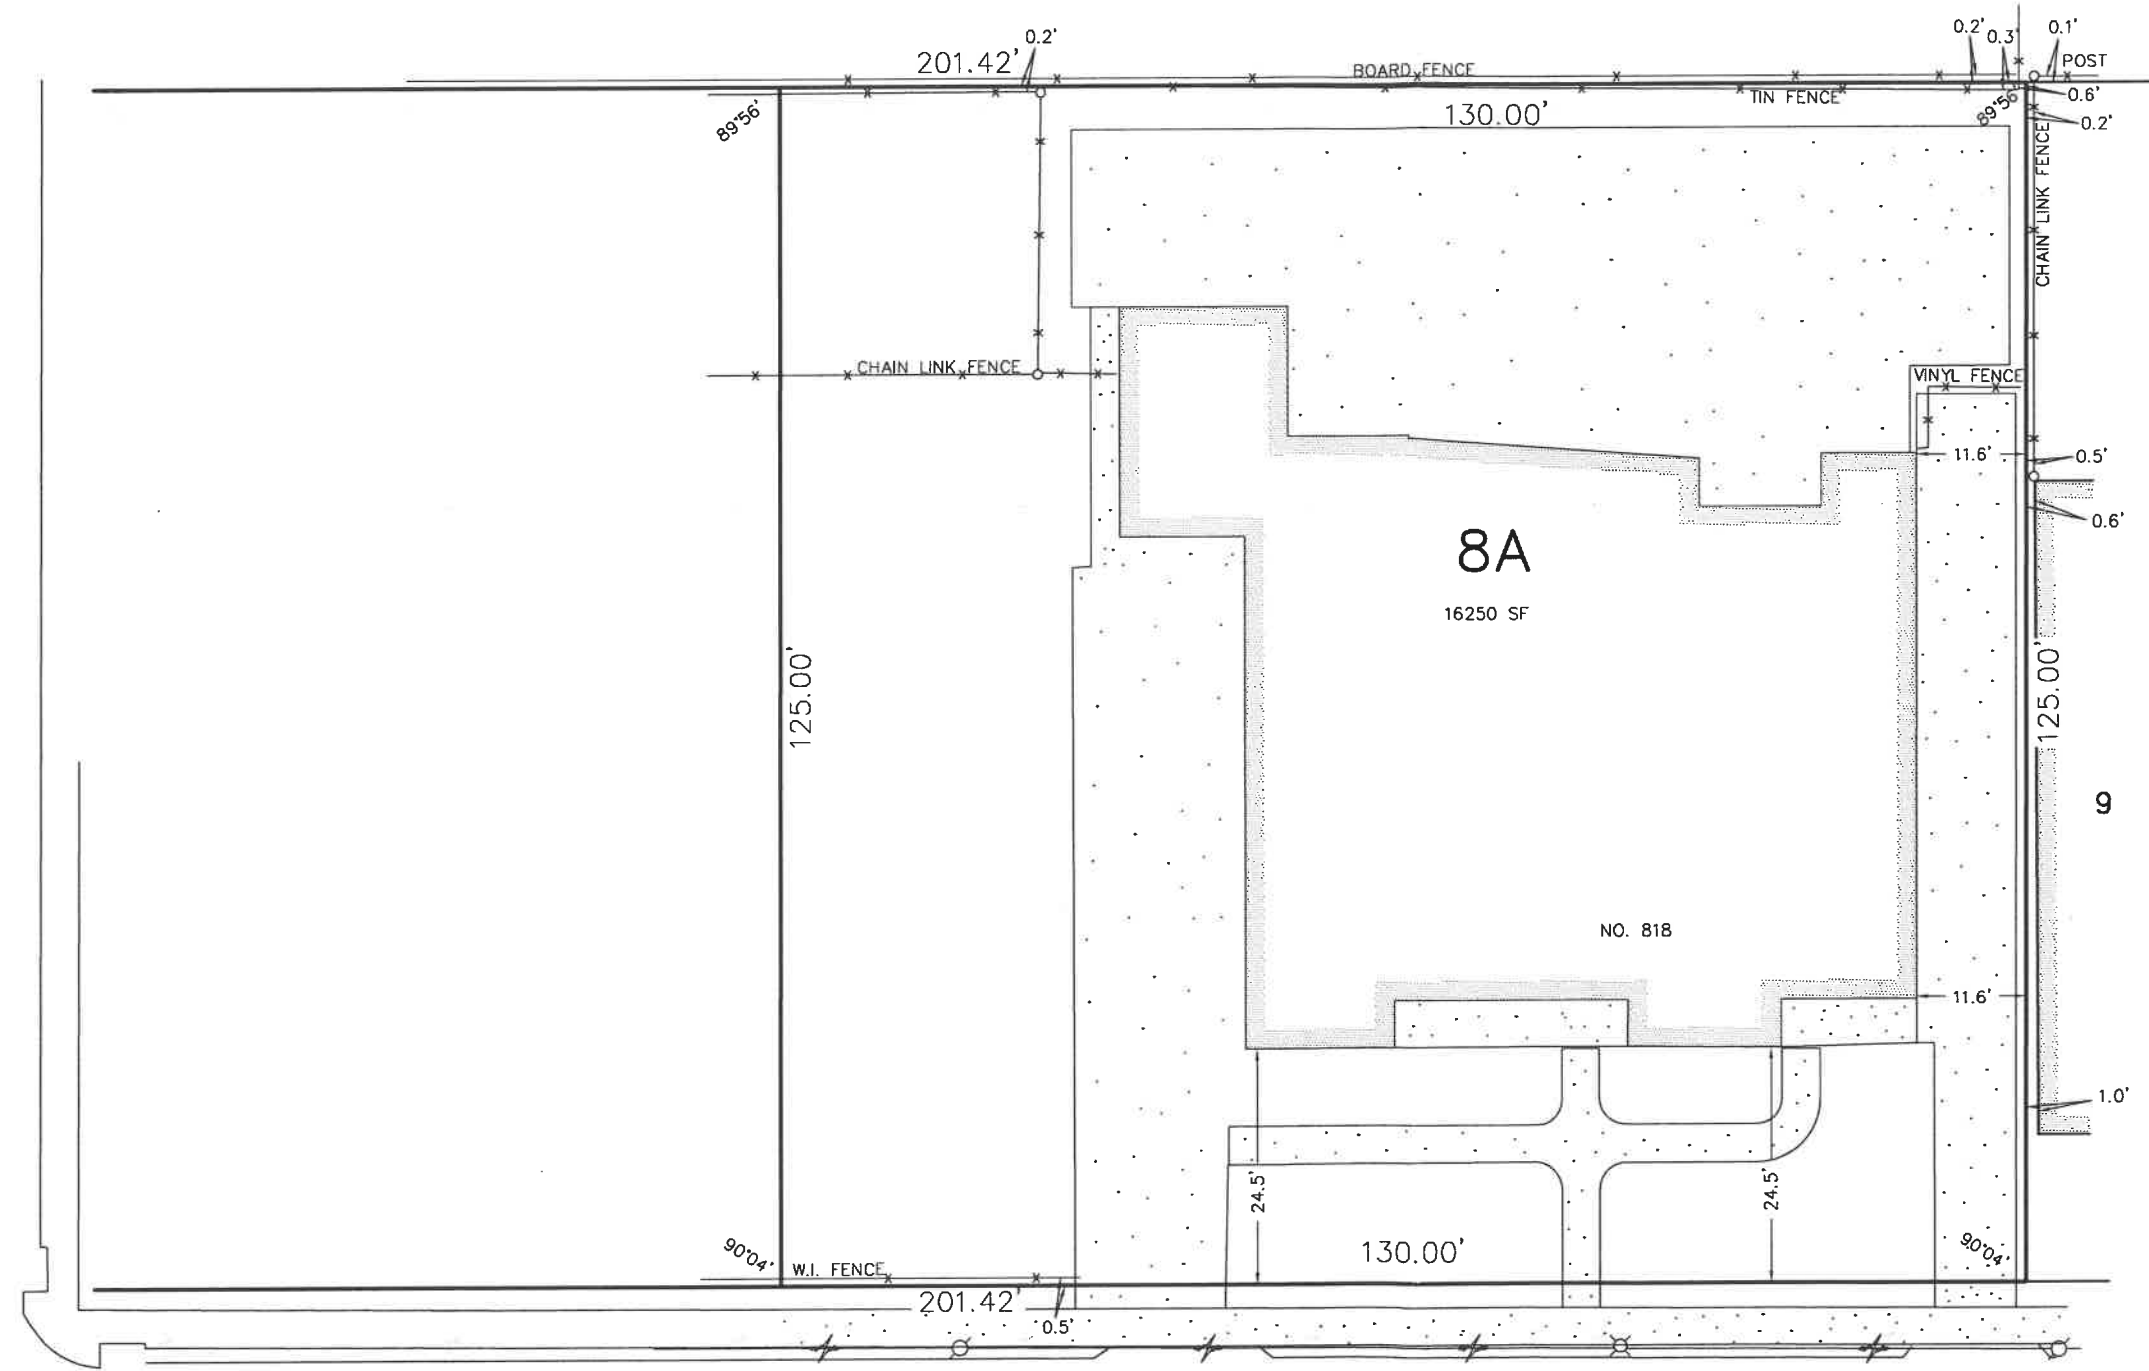 201.42'
0.2'
0.2'
0.3'
0.1'
POST
BOARD FENCE
TIN FENCE
0.6'
89°56'
130.00'
89°56'
0.2'
CHAIN LINK FENCE
CHAIN LINK FENCE
VINYL FENCE
11.6'
0.5'
0.6'
8A
16250 SF
125.00'
125.00'
9
NO. 818
11.6'
1.0'
24.5'
24.5'
90°04'
W.I. FENCE
130.00'
90°04'
201.42'
0.5'